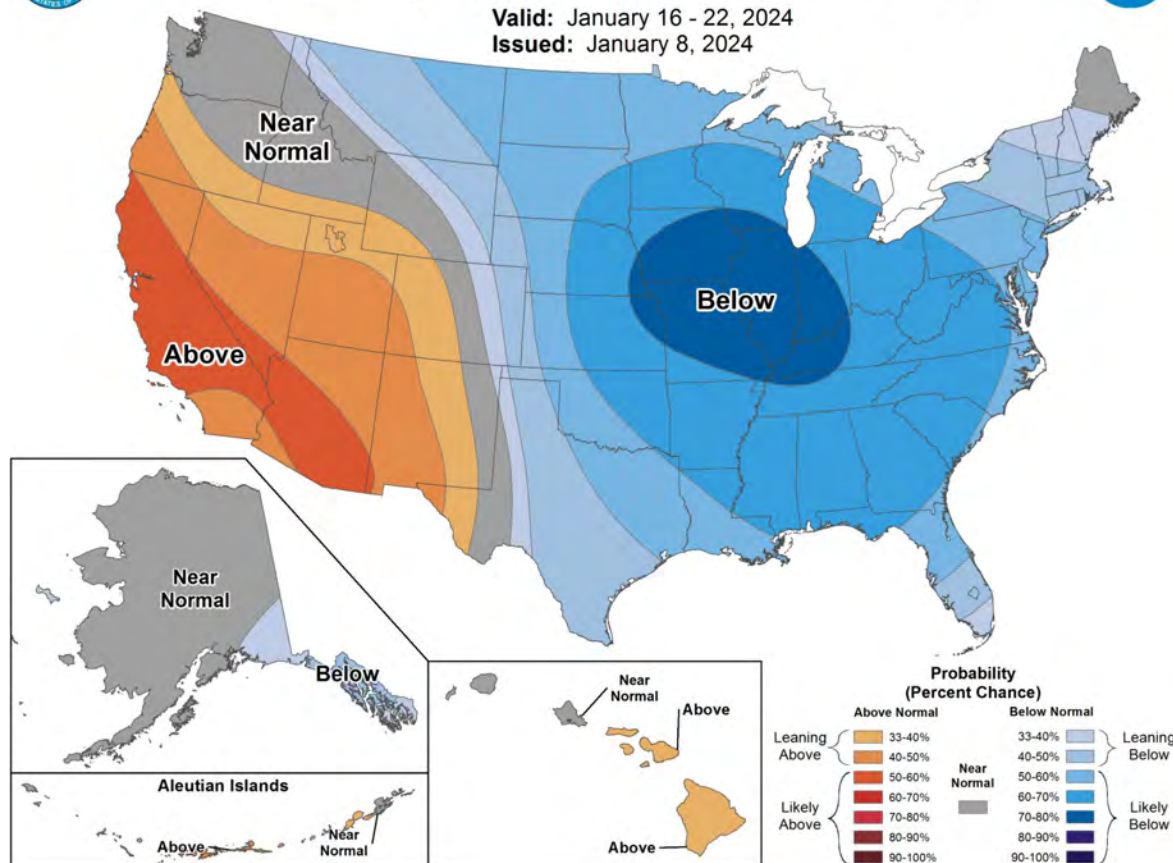 STATES OF
Valid: January 16 - 22, 2024
Issued: January 8, 2024
Near
Normal
Below
Above
Near
Normal
Below
Aleutian Islands
Above
Near
Normal
Near
Normal
Above
Above
Probability
(Percent Chance)
Above Normal
Below Normal
Leaning
Above
33-40%
40-50%
Likely
Above
50-60%
60-70%
70-80%
80-90%
90-100%
Near
Normal
33-40%
40-50%
Leaning
Below
50-60%
60-70%
70-80%
80-90%
90-100%
Likely
Below